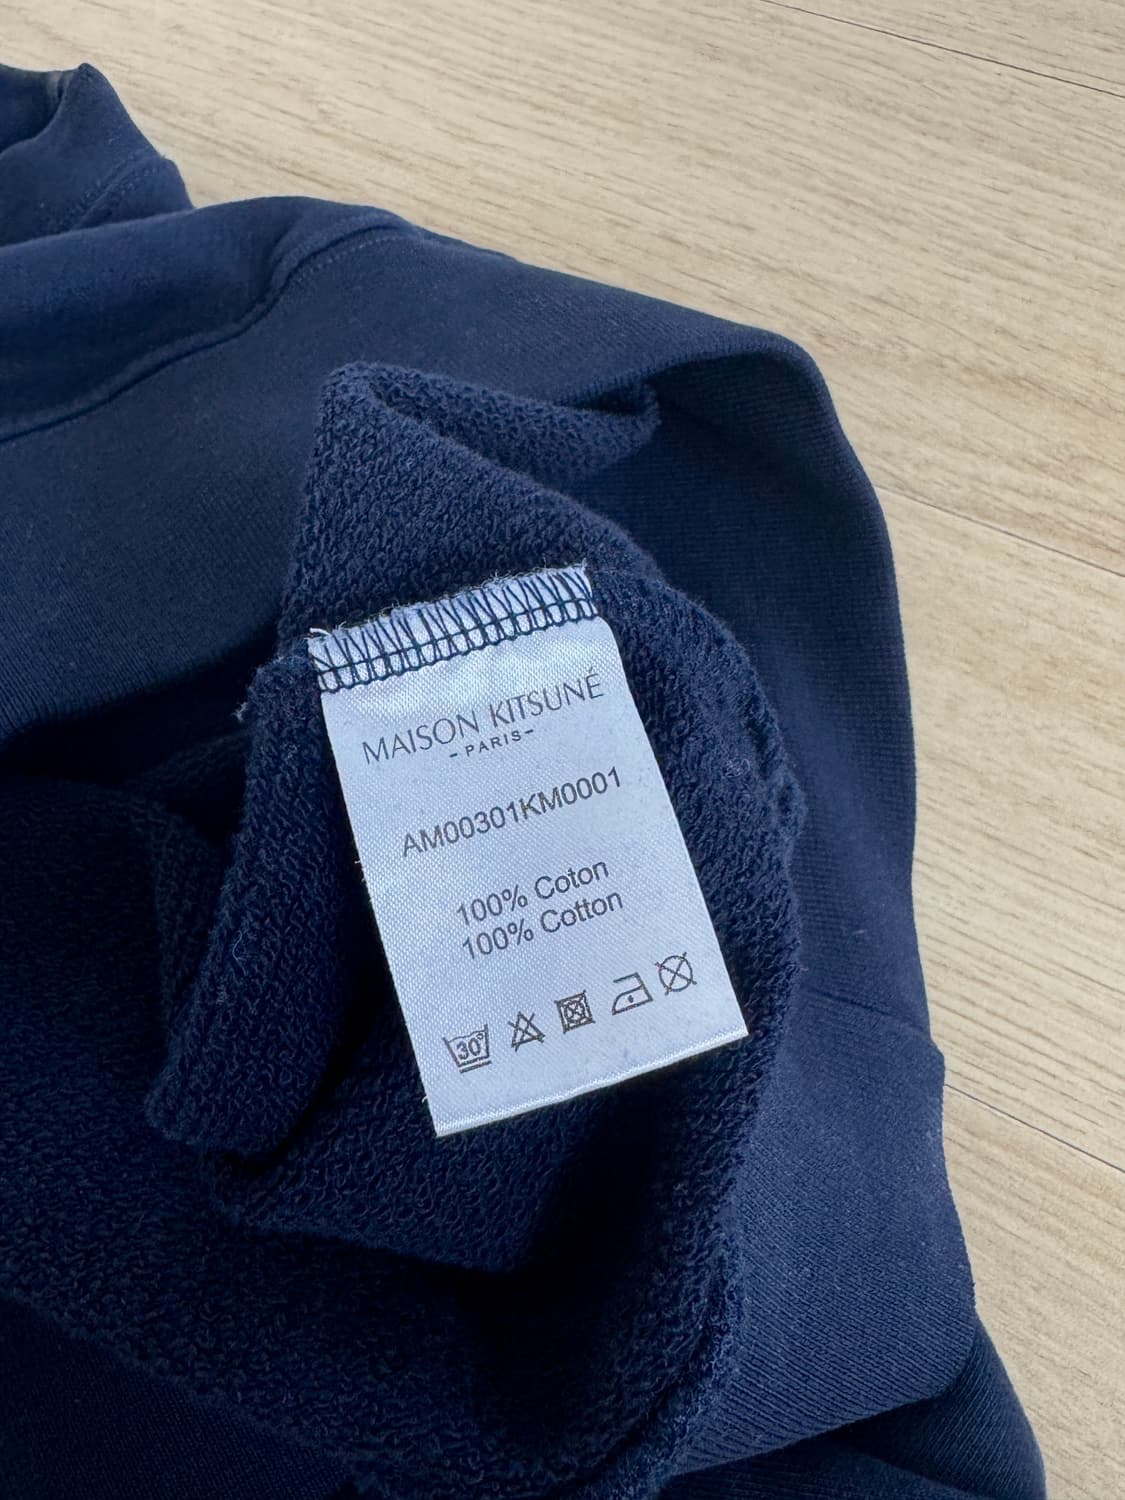 MAISON KITSUNÉ
-PARIS-
AM00301KM0001
100% Coton
100% Cotton
30°